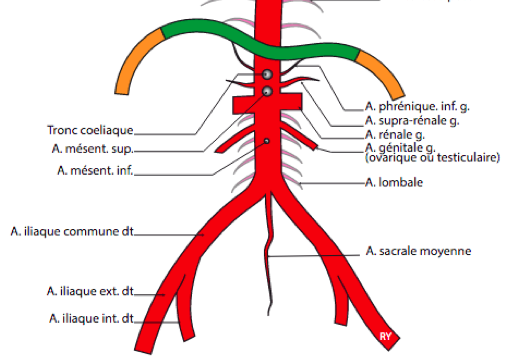 A. phrénique. inf. g.
A. supra-rénale g.
A. rénale g.
A. génitale g.
(ovarique ou testiculaire)
A. lombale
A. sacrale moyenne
Tronc coeliaque
A. mésent. sup.
A. mésent. inf.
A. iliaque commune dt
A. iliaque ext. dt
A. iliaque int. dt
RY